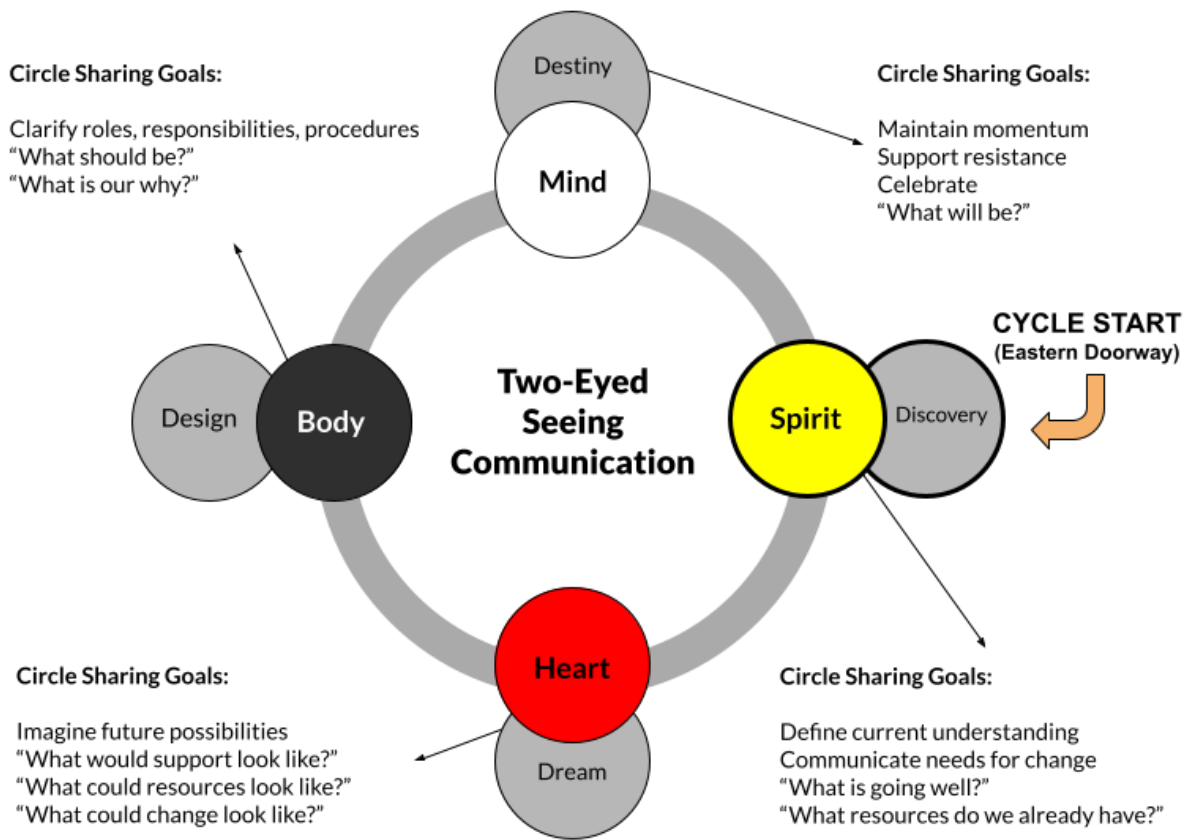 Circle Sharing Goals:
Clarify roles, responsibilities, procedures
“What should be?”
“What is our why?”
Destiny
Mind
Circle Sharing Goals:
Maintain momentum
Support resistance
Celebrate
“What will be?”
CYCLE START
(Eastern Doorway)
Design
Body
Two-Eyed
Seeing
Communication
Spirit
Discovery
Heart
Dream
Circle Sharing Goals:
Imagine future possibilities
“What would support look like?”
“What could resources look like?”
“What could change look like?”
Circle Sharing Goals:
Define current understanding
Communicate needs for change
“What is going well?”
“What resources do we already have?”